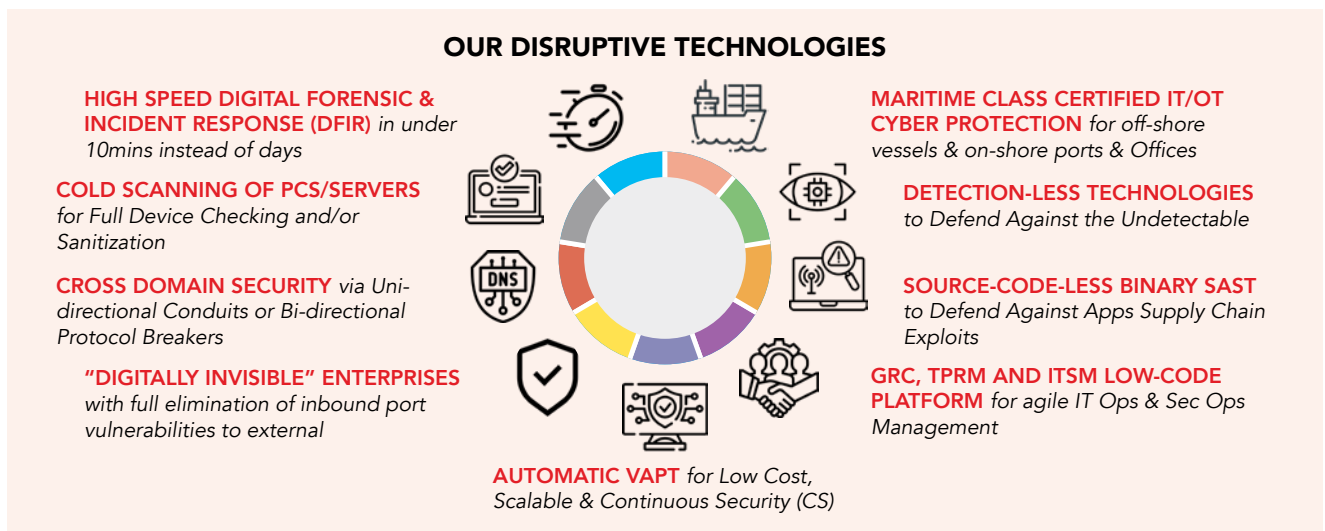 OUR DISRUPTIVE TECHNOLOGIES
HIGH SPEED DIGITAL FORENSIC &
INCIDENT RESPONSE (DFIR) in under
10mins instead of days
COLD SCANNING OF PCS/SERVERS
for Full Device Checking and/or
Sanitization
CROSS DOMAIN SECURITY via Uni-
directional Conduits or Bi-directional
Protocol Breakers
“DIGITALLY INVISIBLE” ENTERPRISES
with full elimination of inbound port
vulnerabilities to external
DNS
MARITIME CLASS CERTIFIED IT/OT
CYBER PROTECTION for off-shore
vessels & on-shore ports & Offices
DETECTION-LESS TECHNOLOGIES
to Defend Against the Undetectable
SOURCE-CODE-LESS BINARY SAST
to Defend Against Apps Supply Chain
Exploits
GRC, TPRM AND ITSM LOW-CODE
PLATFORM for agile IT Ops & Sec Ops
Management
AUTOMATIC VAPT for Low Cost,
Scalable & Continuous Security (CS)